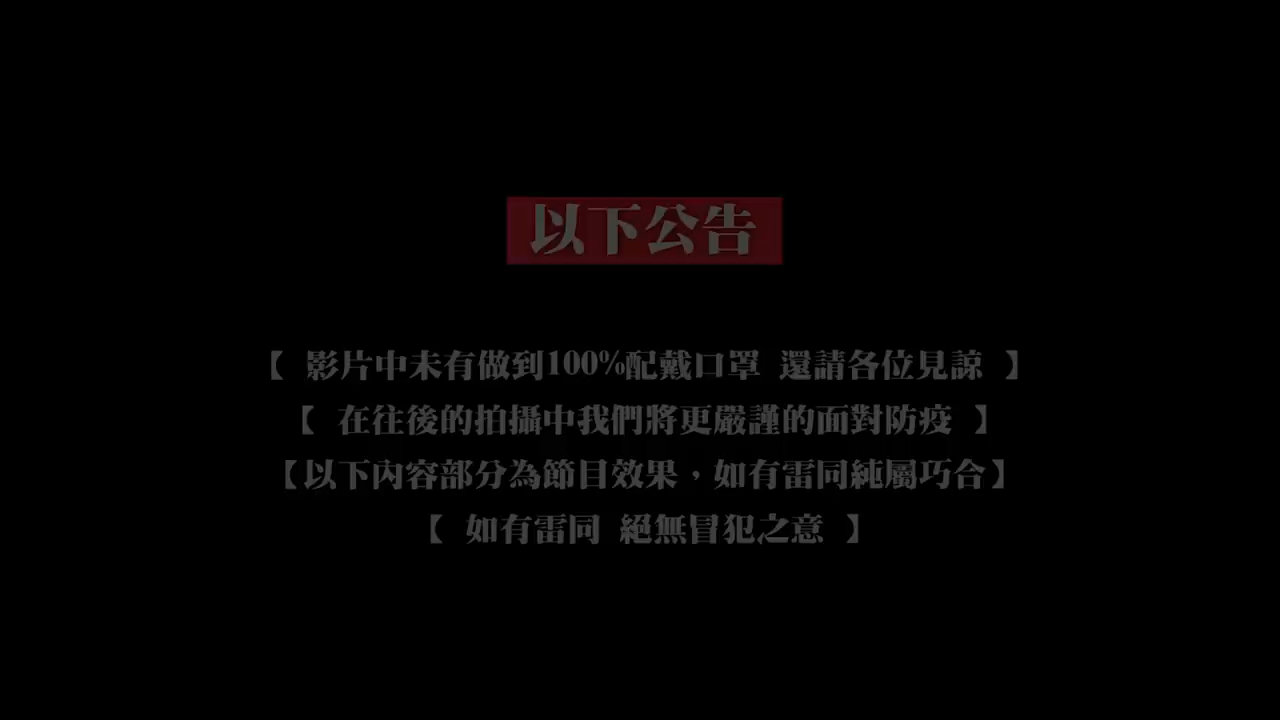 以下公告
【 影片中未有做到100%配戴口罩 還請各位見諒 】
【 在往後的拍攝中我們將更嚴謹的面對防疫 】
【以下內容部分為節目效果，如有雷同純屬巧合】
【 如有雷同 絕無冒犯之意 】